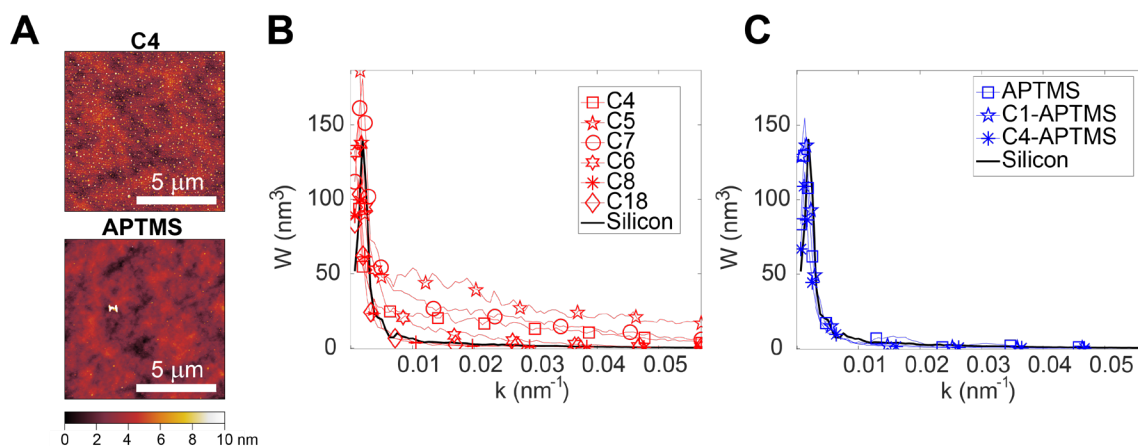 A
C4
5 μm
APTMS
5 μm
0 2 4 6 8 10 nm
B
W (nm³)
150
100
50
0
0.01 0.02 0.03 0.04 0.05
k (nm⁻¹)
C4
C5
C7
C6
C8
C18
Silicon
C
W (nm³)
150
100
50
0
0.01 0.02 0.03 0.04 0.05
k (nm⁻¹)
APTMS
C1-APTMS
C4-APTMS
Silicon